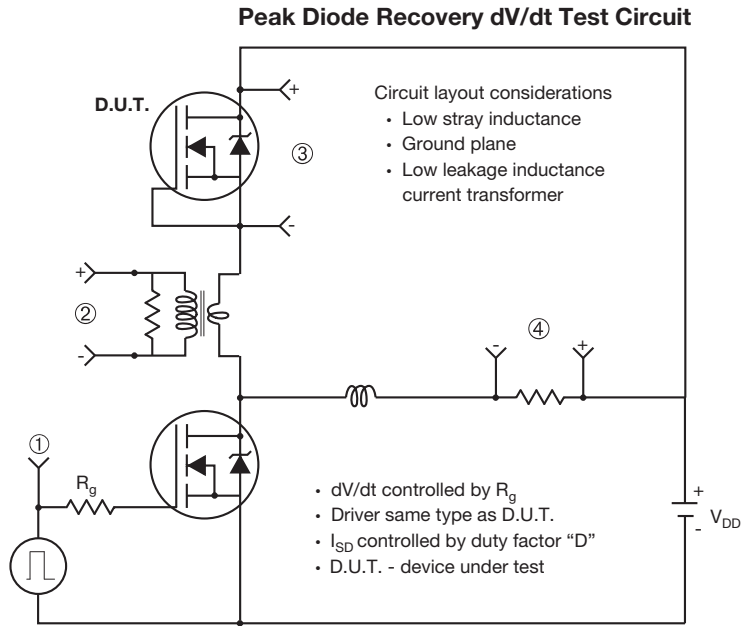 Peak Diode Recovery dV/dt Test Circuit
D.U.T.
+
③
-
Circuit layout considerations
• Low stray inductance
• Ground plane
• Low leakage inductance
current transformer
+
②
-
-
④
+
①
Rg
• dV/dt controlled by Rg
• Driver same type as D.U.T.
• ISD controlled by duty factor “D”
• D.U.T. - device under test
+
VDD
-